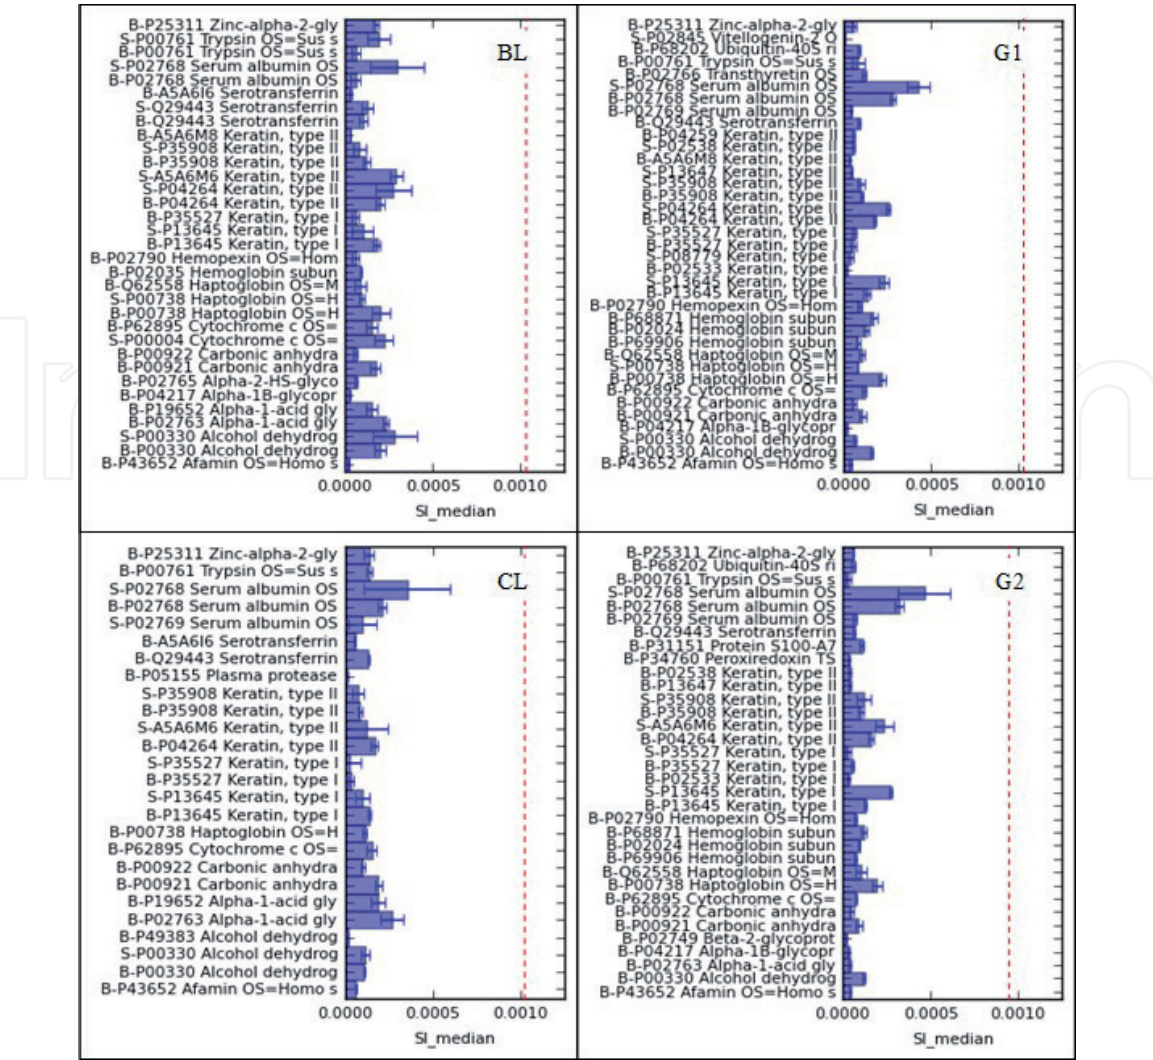 BL
B-P25311 Zinc-alpha-2-gly
S-P00761 Trypsin OS=Sus s
B-P00761 Trypsin OS=Sus s
S-P02768 Serum albumin OS
B-P02768 Serum albumin OS
B-A5A6I6 Serotransferrin
S-Q29443 Serotransferrin
B-Q29443 Serotransferrin
B-A5A6M8 Keratin, type II
S-P35908 Keratin, type II
B-P35908 Keratin, type II
S-A5A6M6 Keratin, type II
S-P04264 Keratin, type II
B-P04264 Keratin, type II
B-P35527 Keratin, type I
S-P13645 Keratin, type I
B-P13645 Keratin, type I
B-P02790 Hemopexin OS=Hom
B-P02035 Hemoglobin subun
B-Q62558 Haptoglobin OS=M
S-P00738 Haptoglobin OS=H
B-P00738 Haptoglobin OS=H
B-P62895 Cytochrome c OS=
S-P00004 Cytochrome c OS=
B-P00922 Carbonic anhydra
B-P00921 Carbonic anhydra
B-P02765 Alpha-2-HS-glyco
B-P04217 Alpha-1B-glycopr
B-P19652 Alpha-1-acid gly
B-P02763 Alpha-1-acid gly
S-P00330 Alcohol dehydrog
B-P00330 Alcohol dehydrog
B-P43652 Afamin OS=Homo s
0.0000 0.0005 0.0010
SI_median
G1
B-P25311 Zinc-alpha-2-gly
S-P02845 Vitellogenin-2 O
B-P68202 Ubiquitin-40S ri
B-P00761 Trypsin OS=Sus s
B-P02766 Transthyretin OS
S-P02768 Serum albumin OS
B-P02768 Serum albumin OS
B-P02769 Serum albumin OS
B-Q29443 Serotransferrin
B-P04259 Keratin, type II
S-P02538 Keratin, type II
B-A5A6M8 Keratin, type II
S-P13647 Keratin, type II
S-P35908 Keratin, type II
B-P35908 Keratin, type II
S-P04264 Keratin, type II
B-P04264 Keratin, type II
S-P35527 Keratin, type I
B-P35527 Keratin, type I
S-P08779 Keratin, type I
B-P02533 Keratin, type I
S-P13645 Keratin, type I
B-P13645 Keratin, type I
B-P02790 Hemopexin OS=Hom
B-P68871 Hemoglobin subun
B-P02024 Hemoglobin subun
B-P69906 Hemoglobin subun
B-Q62558 Haptoglobin OS=M
S-P00738 Haptoglobin OS=H
B-P00738 Haptoglobin OS=H
B-P62895 Cytochrome c OS=
B-P00922 Carbonic anhydra
B-P00921 Carbonic anhydra
B-P04217 Alpha-1B-glycopr
S-P00330 Alcohol dehydrog
B-P00330 Alcohol dehydrog
B-P43652 Afamin OS=Homo s
0.0000 0.0005 0.0010
SI_median
CL
B-P25311 Zinc-alpha-2-gly
B-P00761 Trypsin OS=Sus s
S-P02768 Serum albumin OS
B-P02768 Serum albumin OS
S-P02769 Serum albumin OS
B-A5A6I6 Serotransferrin
B-Q29443 Serotransferrin
B-P05155 Plasma protease
S-P35908 Keratin, type II
B-P35908 Keratin, type II
S-A5A6M6 Keratin, type II
B-P04264 Keratin, type II
S-P35527 Keratin, type I
B-P35527 Keratin, type I
S-P13645 Keratin, type I
B-P13645 Keratin, type I
B-P00738 Haptoglobin OS=H
B-P62895 Cytochrome c OS=
B-P00922 Carbonic anhydra
B-P00921 Carbonic anhydra
B-P19652 Alpha-1-acid gly
B-P02763 Alpha-1-acid gly
B-P49383 Alcohol dehydrog
S-P00330 Alcohol dehydrog
B-P00330 Alcohol dehydrog
B-P43652 Afamin OS=Homo s
0.0000 0.0005 0.0010
SI_median
G2
B-P25311 Zinc-alpha-2-gly
B-P68202 Ubiquitin-40S ri
B-P00761 Trypsin OS=Sus s
S-P02768 Serum albumin OS
B-P02768 Serum albumin OS
B-P02769 Serum albumin OS
B-Q29443 Serotransferrin
B-P31151 Protein S100-A7
B-P34760 Peroxiredoxin TS
B-P02538 Keratin, type II
B-P13647 Keratin, type II
S-P35908 Keratin, type II
B-P35908 Keratin, type II
S-A5A6M6 Keratin, type II
B-P04264 Keratin, type II
S-P35527 Keratin, type I
B-P35527 Keratin, type I
B-P02533 Keratin, type I
S-P13645 Keratin, type I
B-P13645 Keratin, type I
B-P02790 Hemopexin OS=Hom
B-P68871 Hemoglobin subun
B-P02024 Hemoglobin subun
B-P69906 Hemoglobin subun
B-Q62558 Haptoglobin OS=M
B-P00738 Haptoglobin OS=H
B-P62895 Cytochrome c OS=
B-P00922 Carbonic anhydra
B-P00921 Carbonic anhydra
B-P02749 Beta-2-glycoprot
B-P04217 Alpha-1B-glycopr
B-P02763 Alpha-1-acid gly
B-P00330 Alcohol dehydrog
B-P43652 Afamin OS=Homo s
0.0000 0.0005 0.0010
SI_median